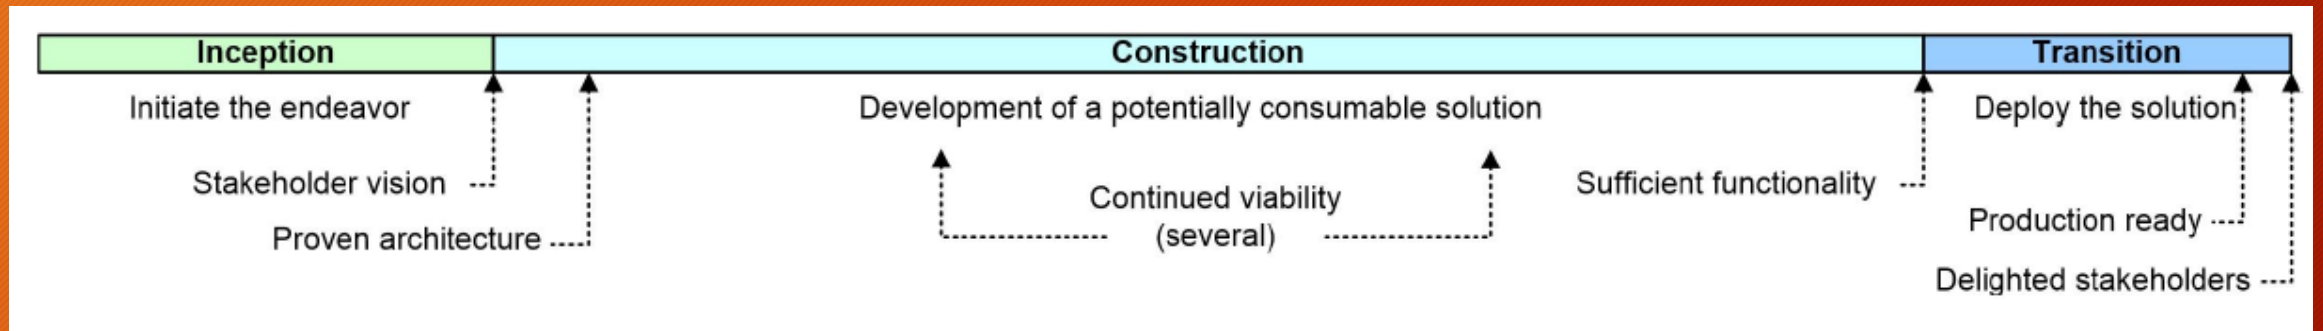 Inception
Construction
Transition
Initiate the endeavor
Development of a potentially consumable solution
Deploy the solution
Stakeholder vision
Continued viability
(several)
Sufficient functionality
Proven architecture
Production ready
Delighted stakeholders